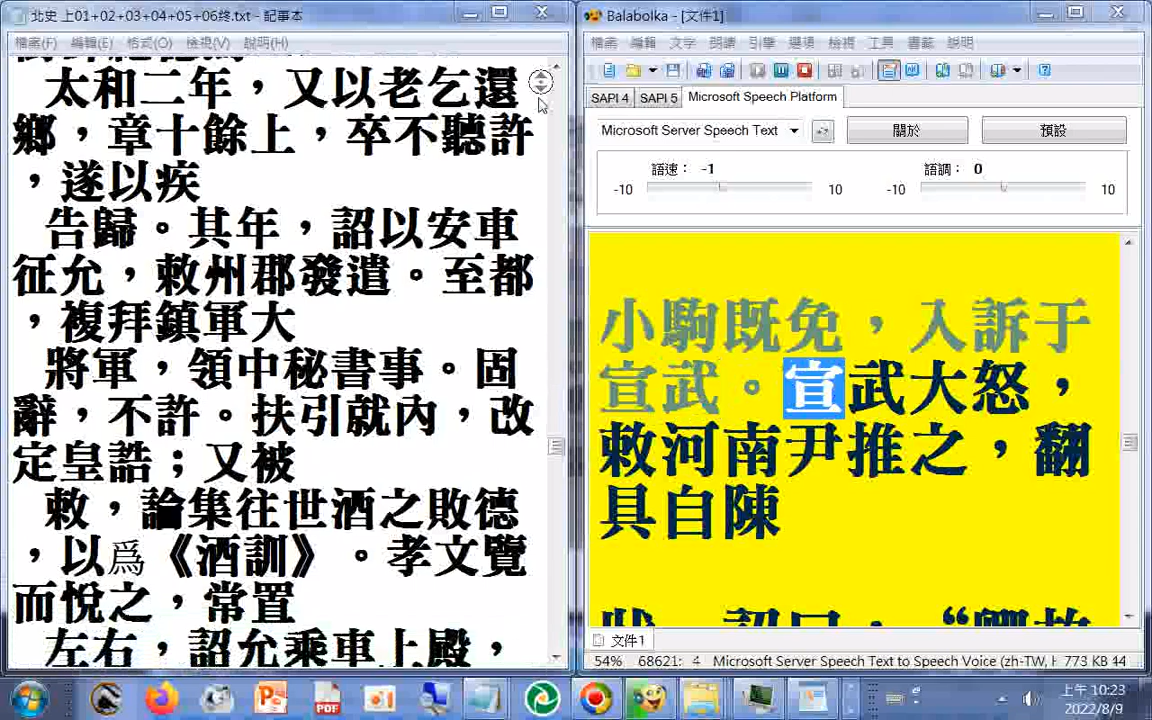 北史 上01+02+03+04+05+06终.txt - 記事本
檔案(F) 編輯(E) 格式(O) 檢視(V) 說明(H)
太和二年，又以老乞還
鄉，章十餘上，卒不聽許
，遂以疾
告歸。其年，詔以安車
征允，敕州郡發遣。至都
，複拜鎮軍大
將軍，領中秘書事。固
辭，不許。扶引就內，改
定皇誥；又被
敕，論集往世酒之敗德
，以爲《酒訓》。孝文覽
而悅之，常置
左右，詔允乘車上殿，
Balabolka - [文件1]
檔案 編輯 文字 朗讀 引擎 選項 檢視 工具 書籤 說明
SAPI 4 SAPI 5 Microsoft Speech Platform
Microsoft Server Speech Text 關於 預設
語速： -1 語調： 0
-10 10 -10 10
小駒既免，入訴于
宣武。宣武大怒，
敕河南尹推之，翻
具自陳
文件1
54% 68621: 4 Microsoft Server Speech Text to Speech Voice (zh-TW, H 773 KB 44
上午 10:23
2022/8/9